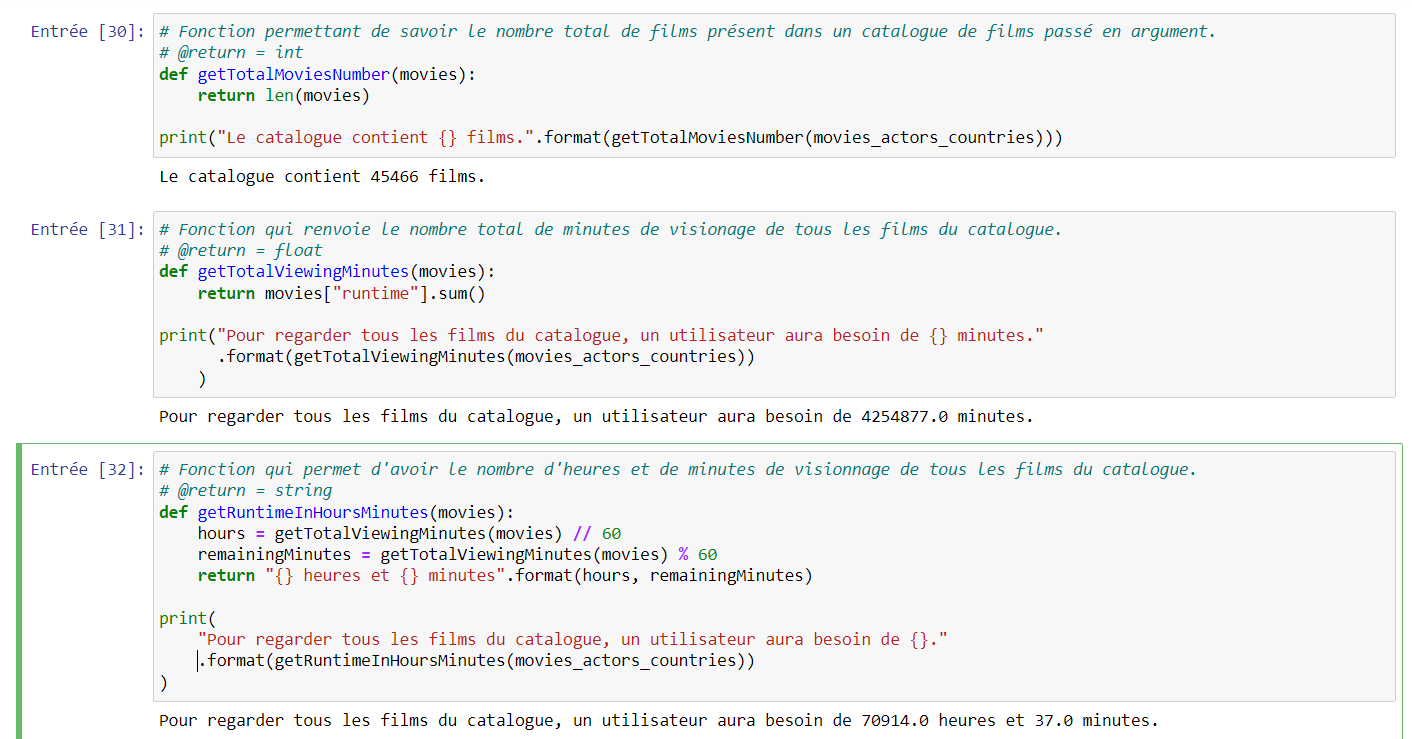 Entrée [30]: # Fonction permettant de savoir le nombre total de films présent dans un catalogue de films passé en argument.
# @return = int
def getTotalMoviesNumber(movies):
    return len(movies)
print("Le catalogue contient {} films.".format(getTotalMoviesNumber(movies_actors_countries)))
Le catalogue contient 45466 films.
Entrée [31]: # Fonction qui renvoie le nombre total de minutes de visionage de tous les films du catalogue.
# @return = float
def getTotalViewingMinutes(movies):
    return movies["runtime"].sum()
print("Pour regarder tous les films du catalogue, un utilisateur aura besoin de {} minutes."
      .format(getTotalViewingMinutes(movies_actors_countries))
    )
Pour regarder tous les films du catalogue, un utilisateur aura besoin de 4254877.0 minutes.
Entrée [32]: # Fonction qui permet d'avoir le nombre d'heures et de minutes de visionnage de tous les films du catalogue.
# @return = string
def getRuntimeInHoursMinutes(movies):
    hours = getTotalViewingMinutes(movies) // 60
    remainingMinutes = getTotalViewingMinutes(movies) % 60
    return "{} heures et {} minutes".format(hours, remainingMinutes)
print(
    "Pour regarder tous les films du catalogue, un utilisateur aura besoin de {}."
    .format(getRuntimeInHoursMinutes(movies_actors_countries))
)
Pour regarder tous les films du catalogue, un utilisateur aura besoin de 70914.0 heures et 37.0 minutes.